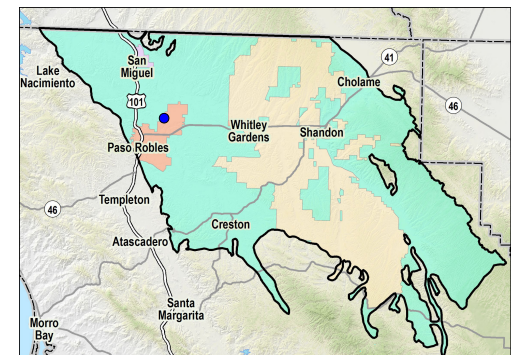 San
Miguel
Lake
Nacimiento
41
Cholame
101
46
Whitley
Gardens
Shandon
Paso Robles
Templeton
46
Creston
Atascadero
Santa
Margarita
Morro
Bay